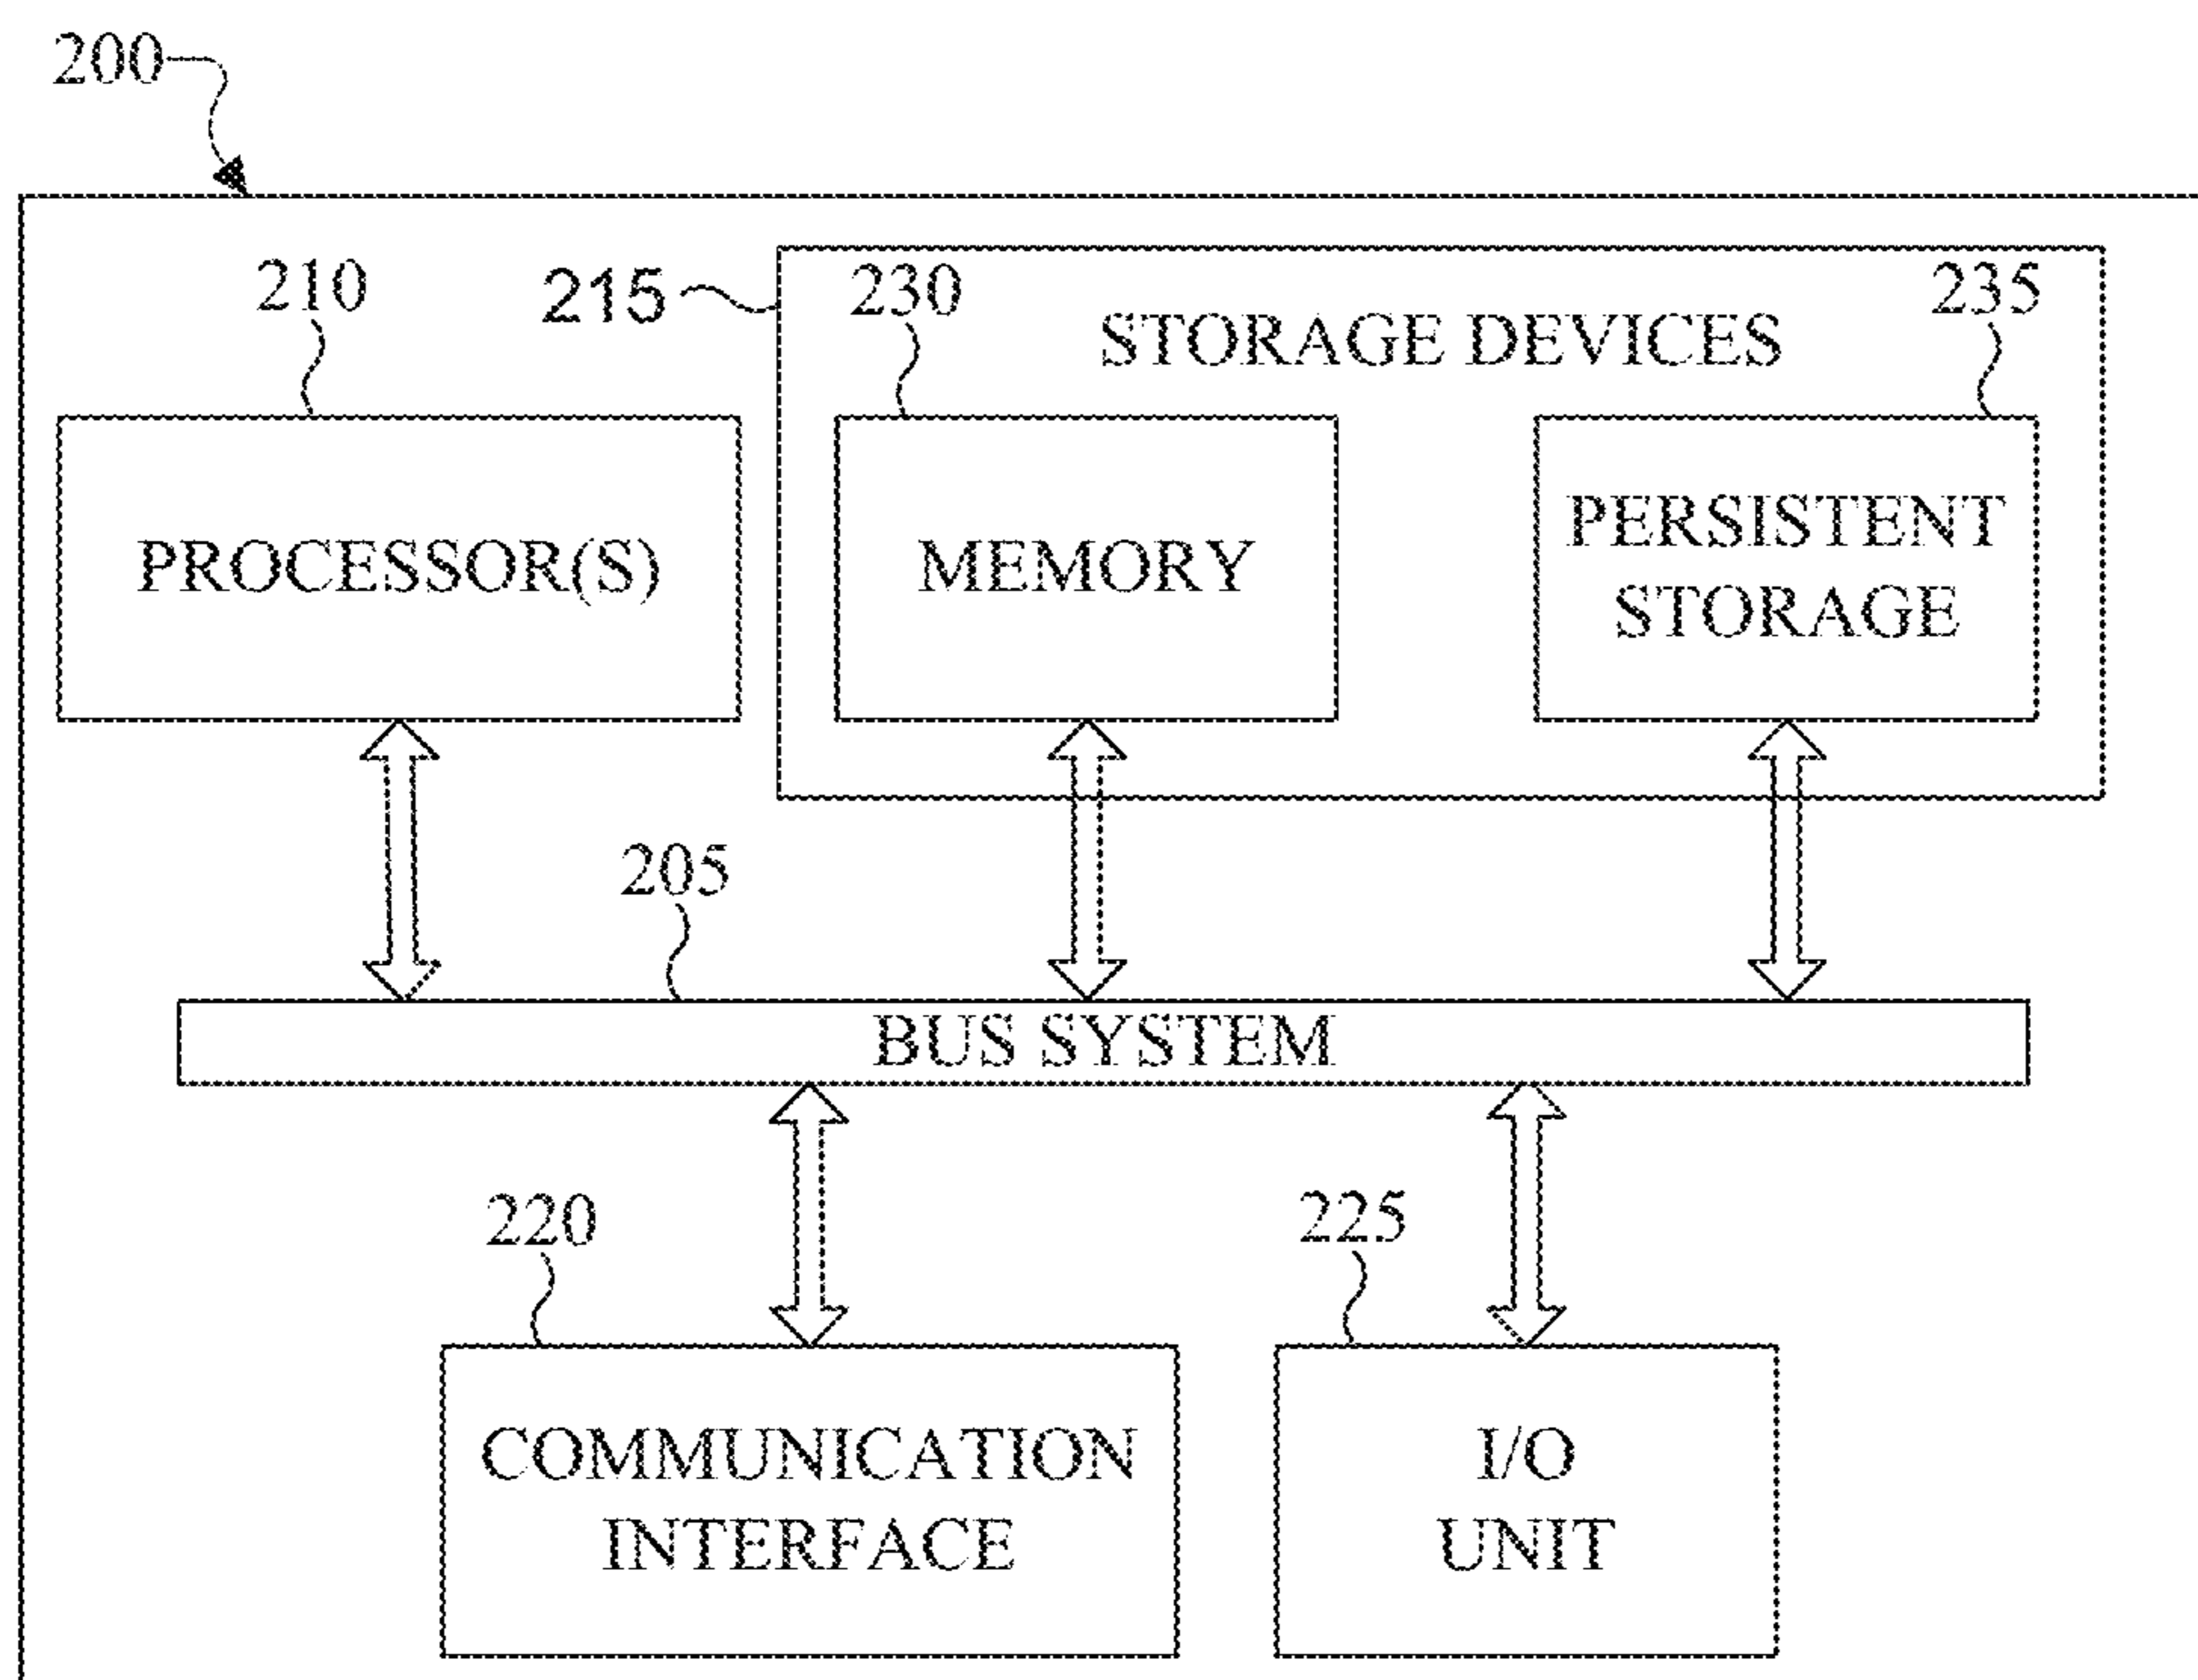 200
210
215
230
235
STORAGE DEVICES
PROCESSOR(S)
MEMORY
PERSISTENT
STORAGE
205
BUS SYSTEM
220
225
COMMUNICATION
INTERFACE
I/O
UNIT